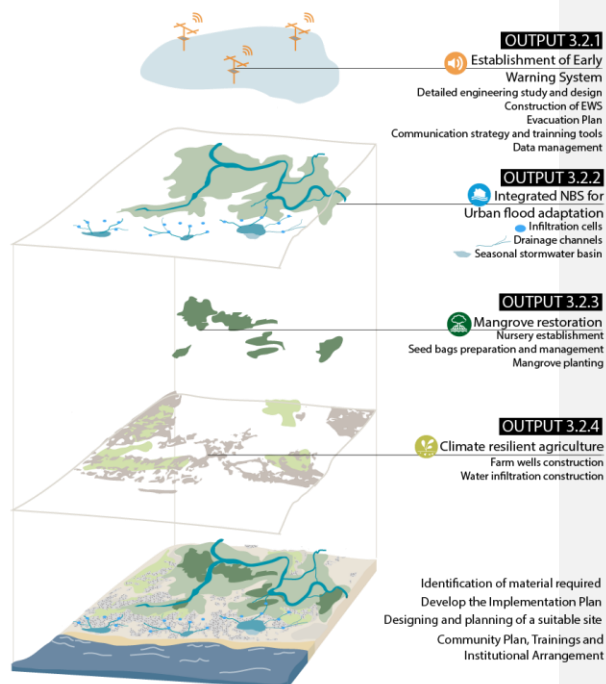 OUTPUT 3.2.1
Establishment of Early
Warning System
Detailed engineering study and design
Construction of EWS
Evacuation Plan
Communication strategy and trainning tools
Data management
OUTPUT 3.2.2
Integrated NBS for
Urban flood adaptation
Infiltration cells
Drainage channels
Seasonal stormwater basin
OUTPUT 3.2.3
Mangrove restoration
Nursery establishment
Seed bags preparation and management
Mangrove planting
OUTPUT 3.2.4
Climate resilient agriculture
Farm wells construction
Water infiltration construction
Identification of material required
Develop the Implementation Plan
Designing and planning of a suitable site
Community Plan, Trainings and
Institutional Arrangement